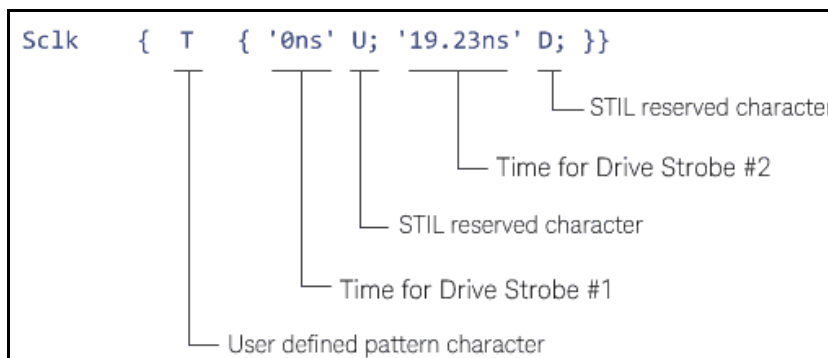 Sclk { T { '0ns' U; '19.23ns' D; }}
STIL reserved character
Time for Drive Strobe #2
STIL reserved character
Time for Drive Strobe #1
User defined pattern character